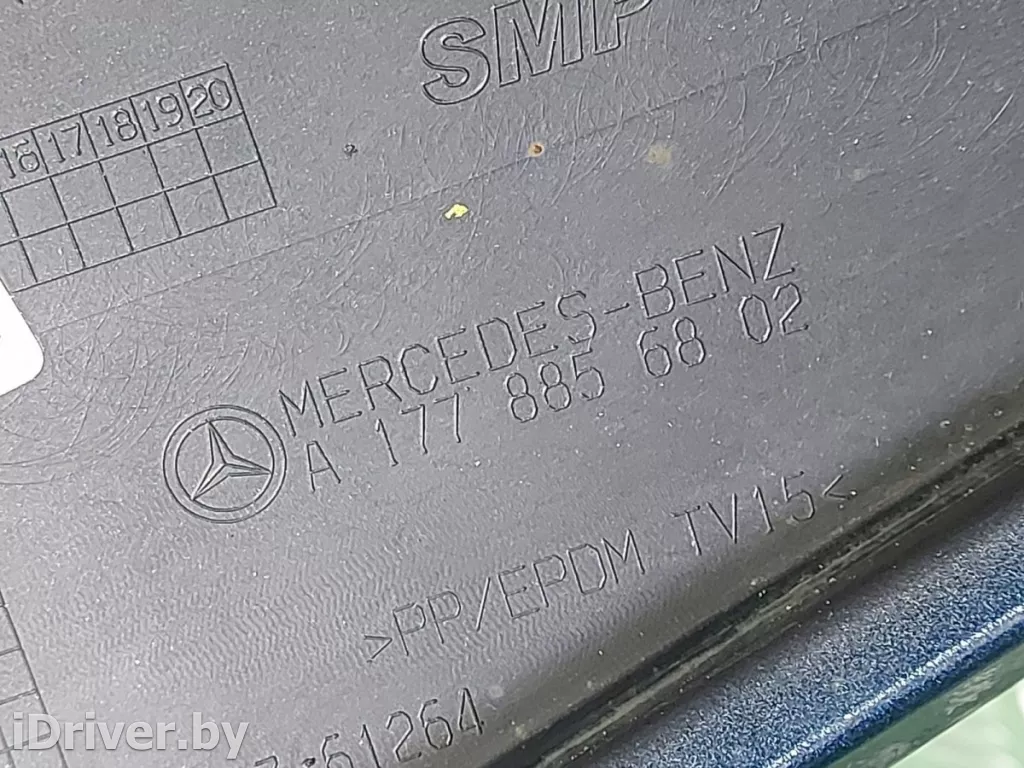 SMP
16 17 18 19 20
MERCEDES-BENZ
A 177 885 68 02
>PP/EPDM TV15<
61264
iDriver.by